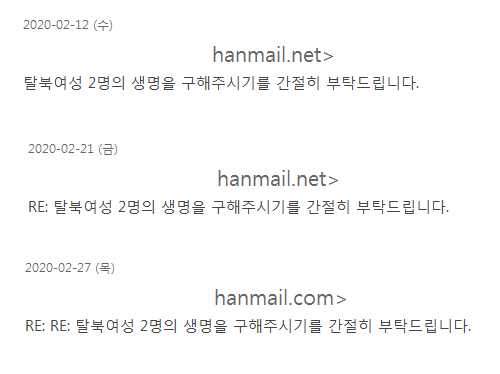 2020-02-12 (수)
hanmail.net>
탈북여성 2명의 생명을 구해주시기를 간절히 부탁드립니다.
2020-02-21 (금)
hanmail.net>
RE: 탈북여성 2명의 생명을 구해주시기를 간절히 부탁드립니다.
2020-02-27 (목)
hanmail.com>
RE: RE: 탈북여성 2명의 생명을 구해주시기를 간절히 부탁드립니다.